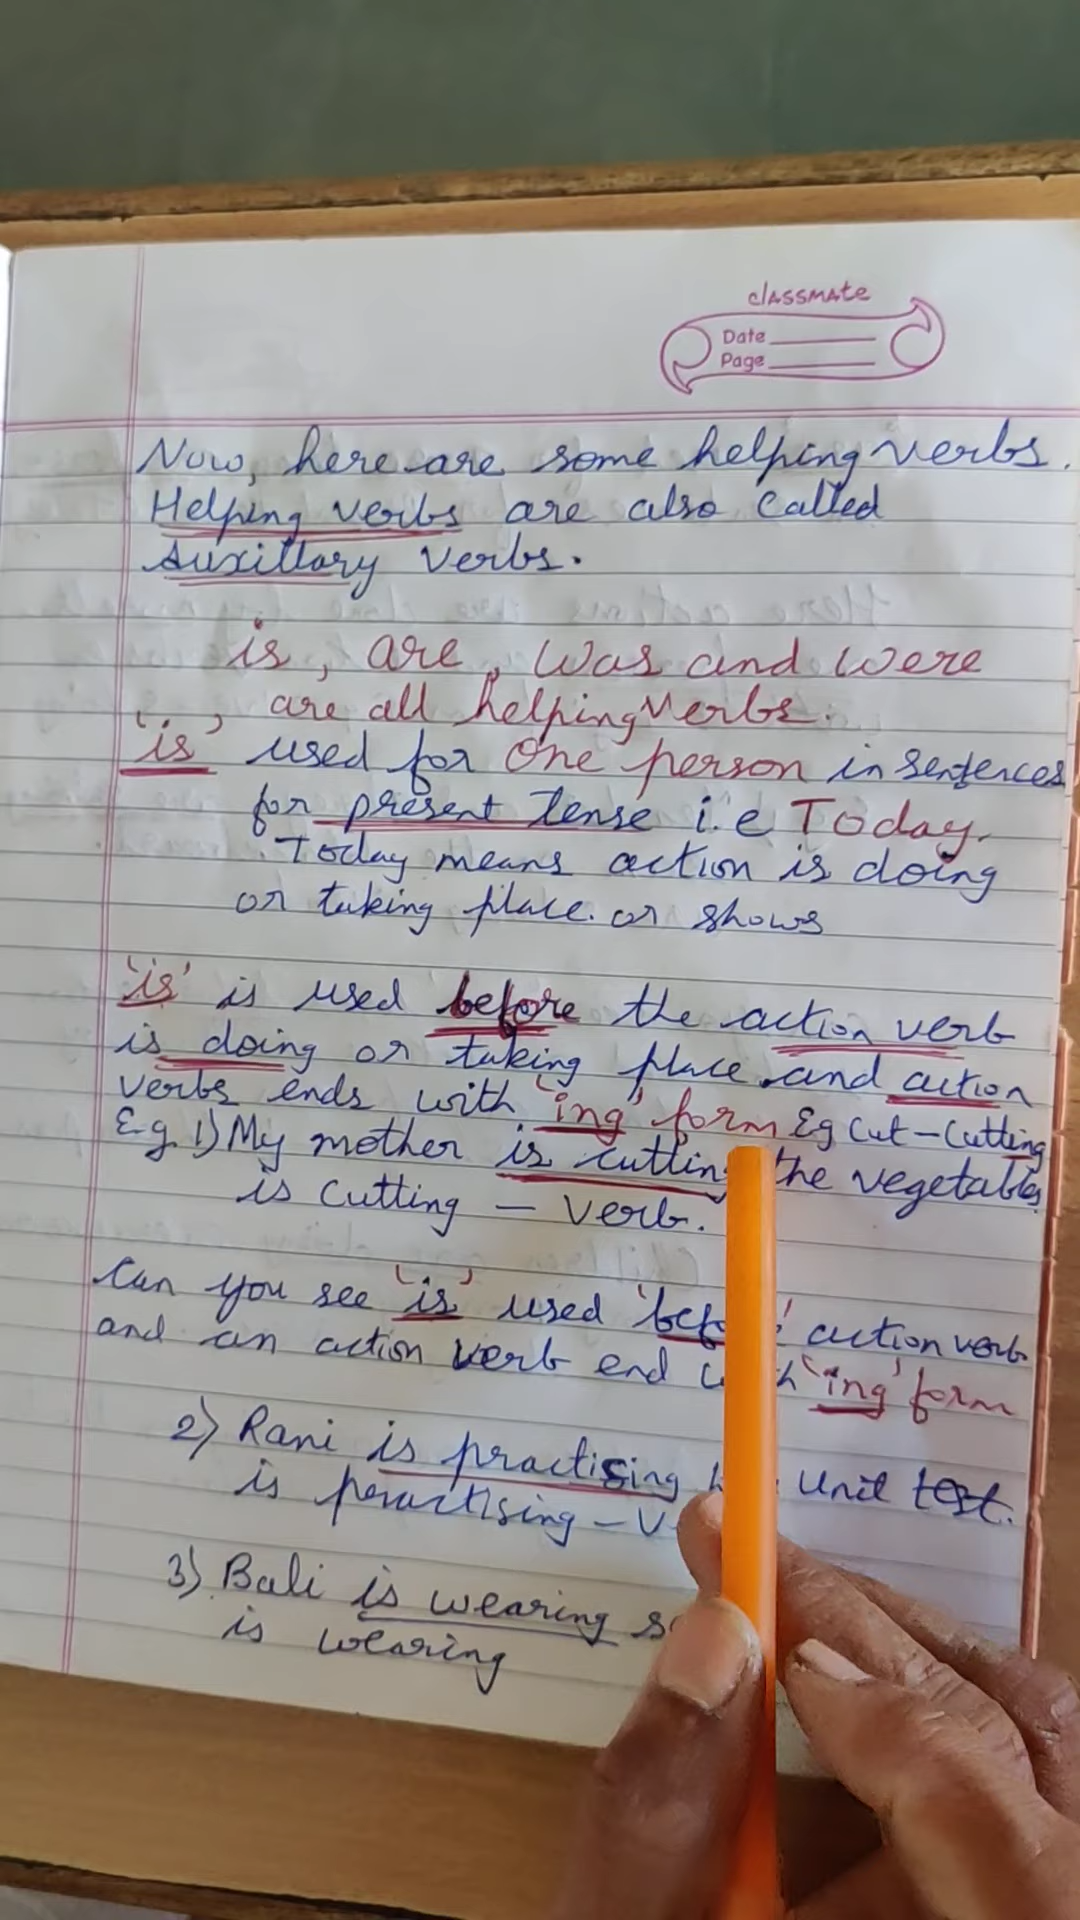 classmate
Date
Page
Now, here are some helping verbs.
Helping verbs are also called
Auxillary verbs.
is, are, was and were
are all helping verbs.
'is' used for one person in sentences
for present tense i.e Today.
Today means action is doing
or taking place. or shows
'is' is used before the action verb
is doing or taking place and action
verbs ends with 'ing' form Eg Cut - Cutting
E.g. 1) My mother is cutting the vegetables.
is cutting - verb.
Can you see 'is' used 'before' action verb
and an action verb end 'ing' form
2) Rani is practising Unit test.
is practising -
3) Bali is wearing
is wearing